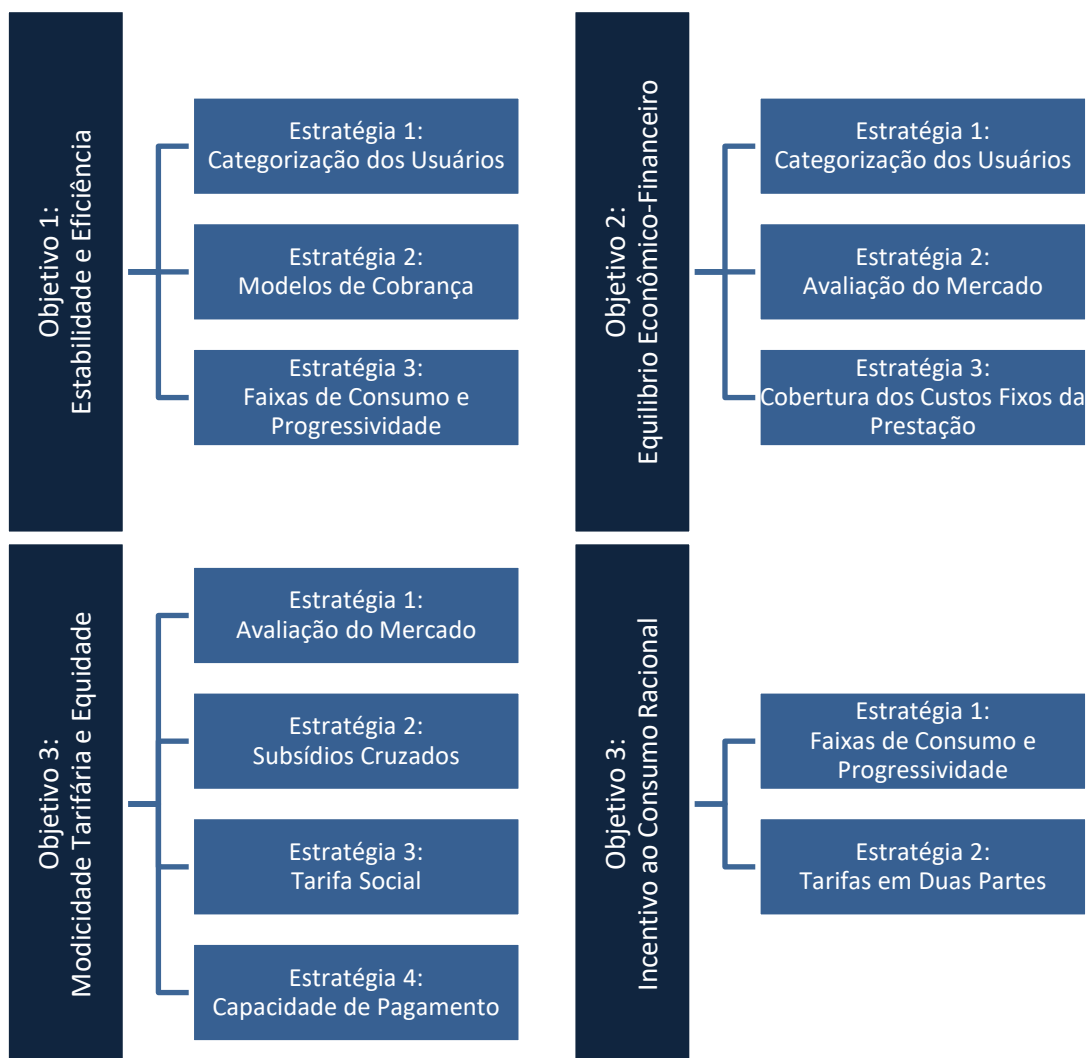 Objetivo 1:
Estabilidade e Eficiência
Estratégia 1:
Categorização dos Usuários
Estratégia 2:
Modelos de Cobrança
Estratégia 3:
Faixas de Consumo e
Progressividade
Objetivo 2:
Equilibrio Econômico-Financeiro
Estratégia 1:
Categorização dos Usuários
Estratégia 2:
Avaliação do Mercado
Estratégia 3:
Cobertura dos Custos Fixos da
Prestação
Objetivo 3:
Modicidade Tarifária e Equidade
Estratégia 1:
Avaliação do Mercado
Estratégia 2:
Subsídios Cruzados
Estratégia 3:
Tarifa Social
Estratégia 4:
Capacidade de Pagamento
Objetivo 3:
Incentivo ao Consumo Racional
Estratégia 1:
Faixas de Consumo e
Progressividade
Estratégia 2:
Tarifas em Duas Partes